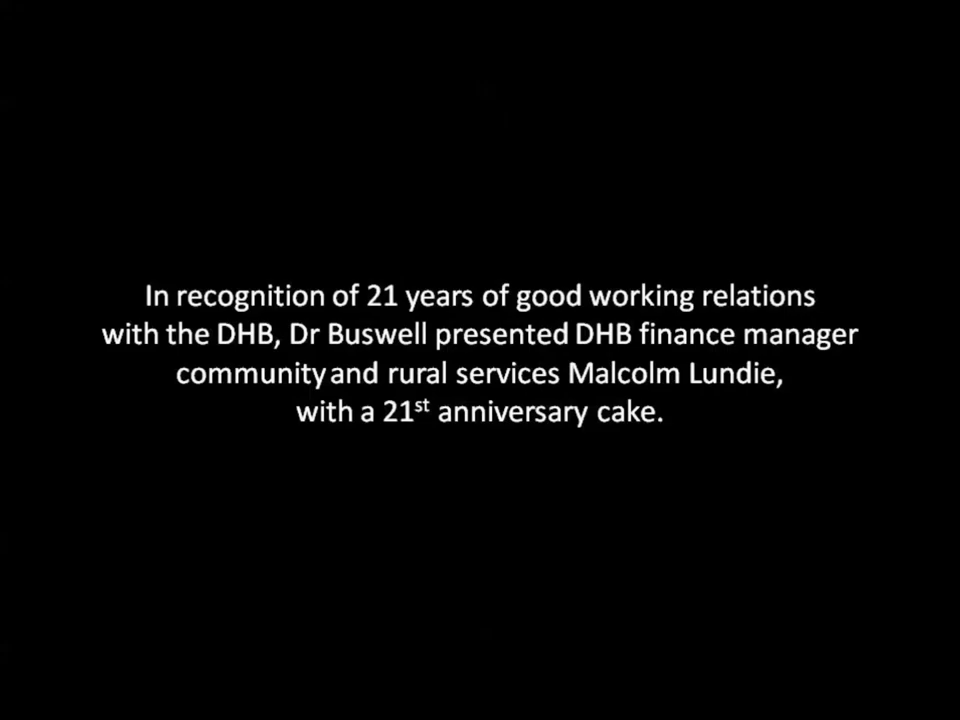 In recognition of 21 years of good working relations
with the DHB, Dr Buswell presented DHB finance manager
community and rural services Malcolm Lundie,
with a 21st anniversary cake.